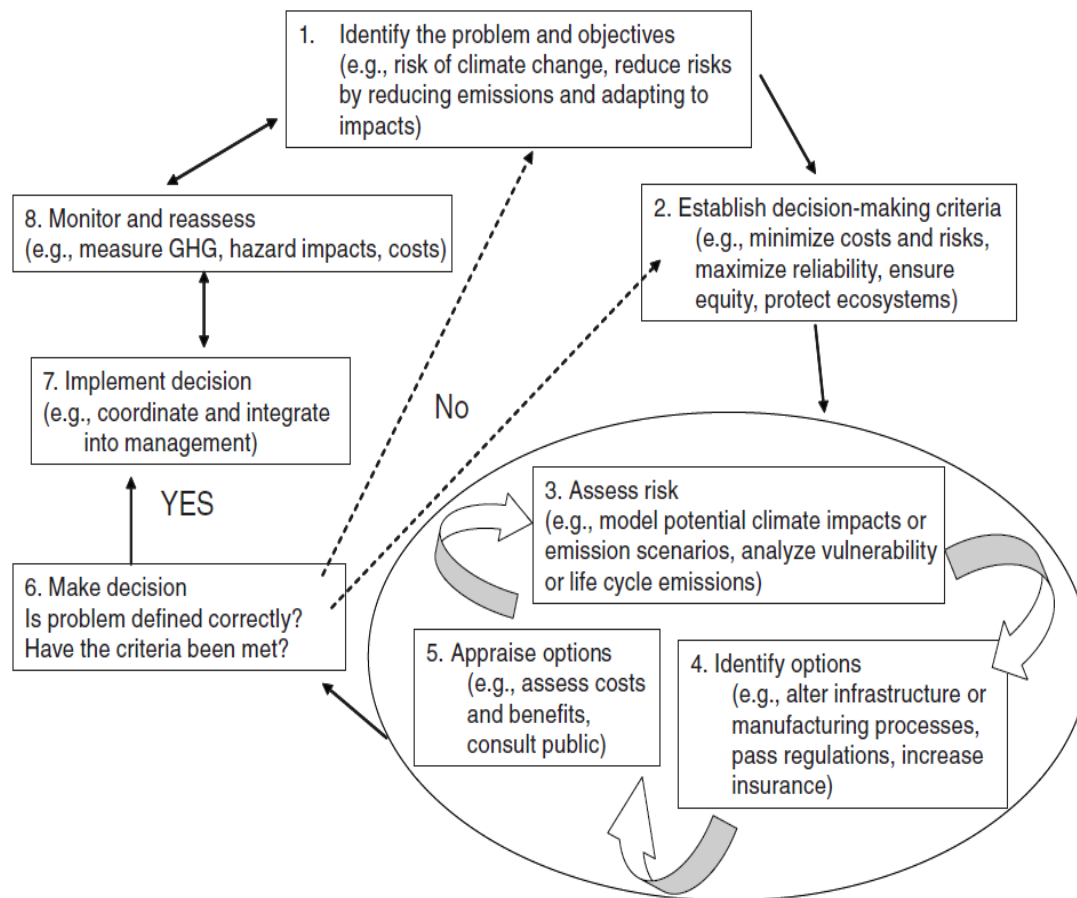 1. Identify the problem and objectives
(e.g., risk of climate change, reduce risks
by reducing emissions and adapting to
impacts)
8. Monitor and reassess
(e.g., measure GHG, hazard impacts, costs)
2. Establish decision-making criteria
(e.g., minimize costs and risks,
maximize reliability, ensure
equity, protect ecosystems)
7. Implement decision
(e.g., coordinate and integrate
into management)
No
YES
3. Assess risk
(e.g., model potential climate impacts or
emission scenarios, analyze vulnerability
or life cycle emissions)
6. Make decision
Is problem defined correctly?
Have the criteria been met?
5. Appraise options
(e.g., assess costs
and benefits,
consult public)
4. Identify options
(e.g., alter infrastructure or
manufacturing processes,
pass regulations, increase
insurance)